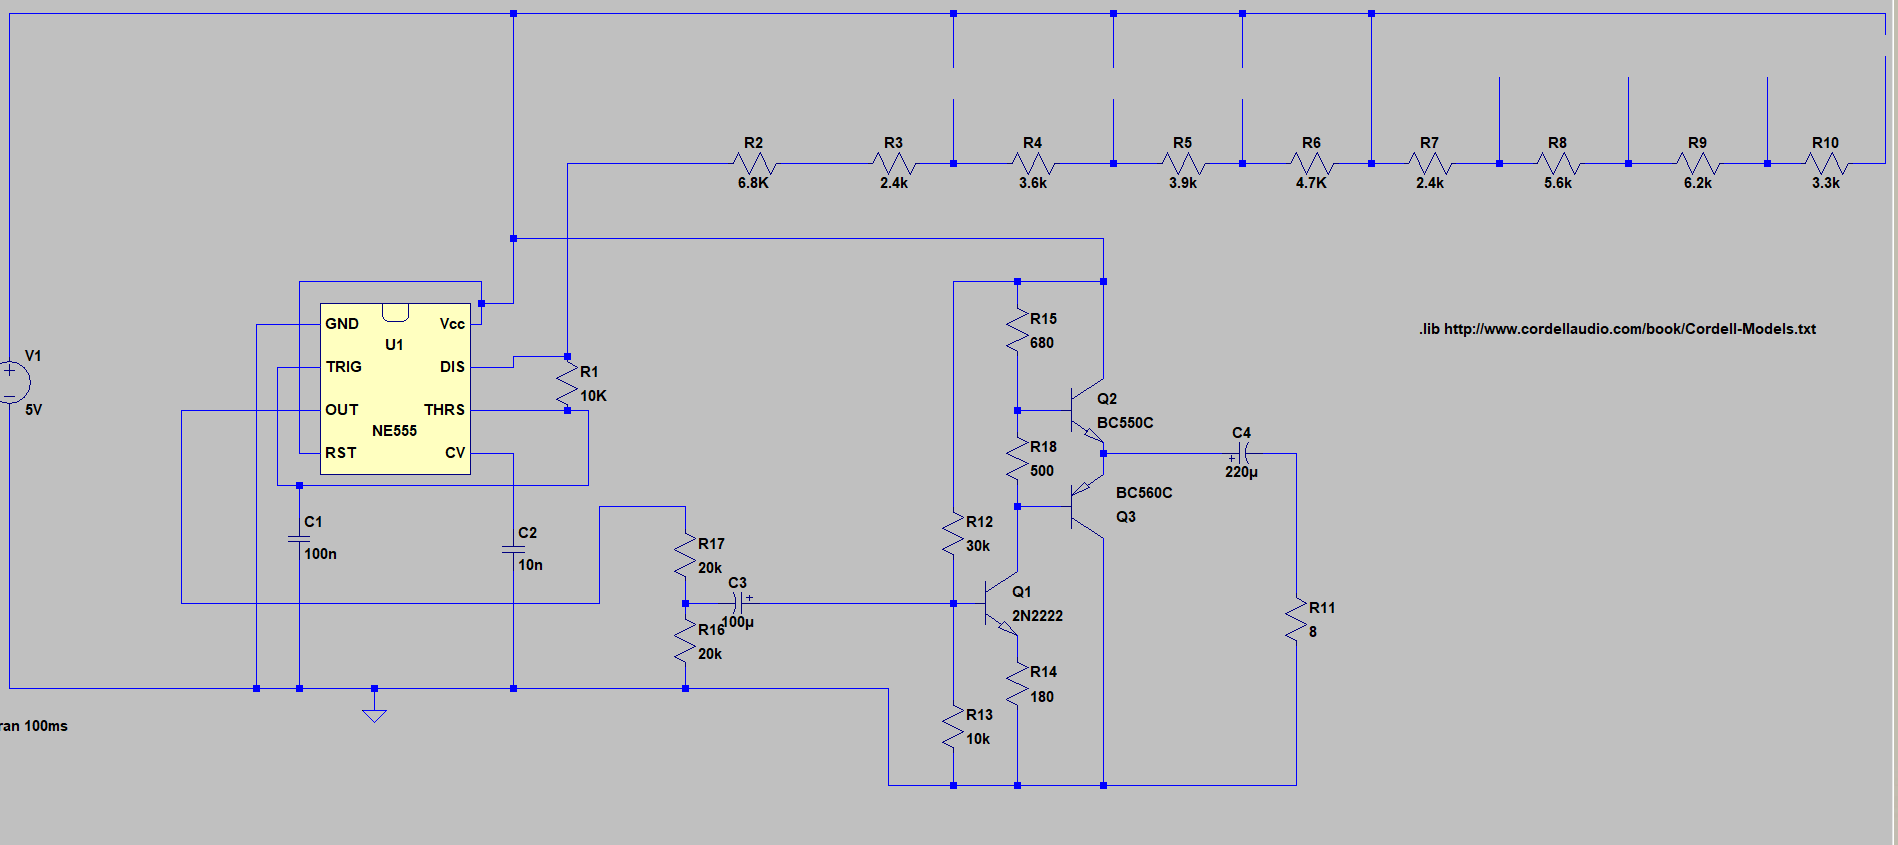 R2
6.8K
R3
2.4k
R4
3.6k
R5
3.9k
R6
4.7K
R7
2.4k
R8
5.6k
R9
6.2k
R10
3.3k
.lib http://www.cordellaudio.com/book/Cordell-Models.txt
V1
5V
GND
Vcc
U1
TRIG
DIS
OUT
THRS
NE555
RST
CV
R1
10K
C1
100n
C2
10n
R17
20k
C3
100µ
R16
20k
R15
680
Q2
BC550C
R18
500
BC560C
Q3
C4
220µ
R12
30k
Q1
2N2222
R14
180
R13
10k
R11
8
ran 100ms